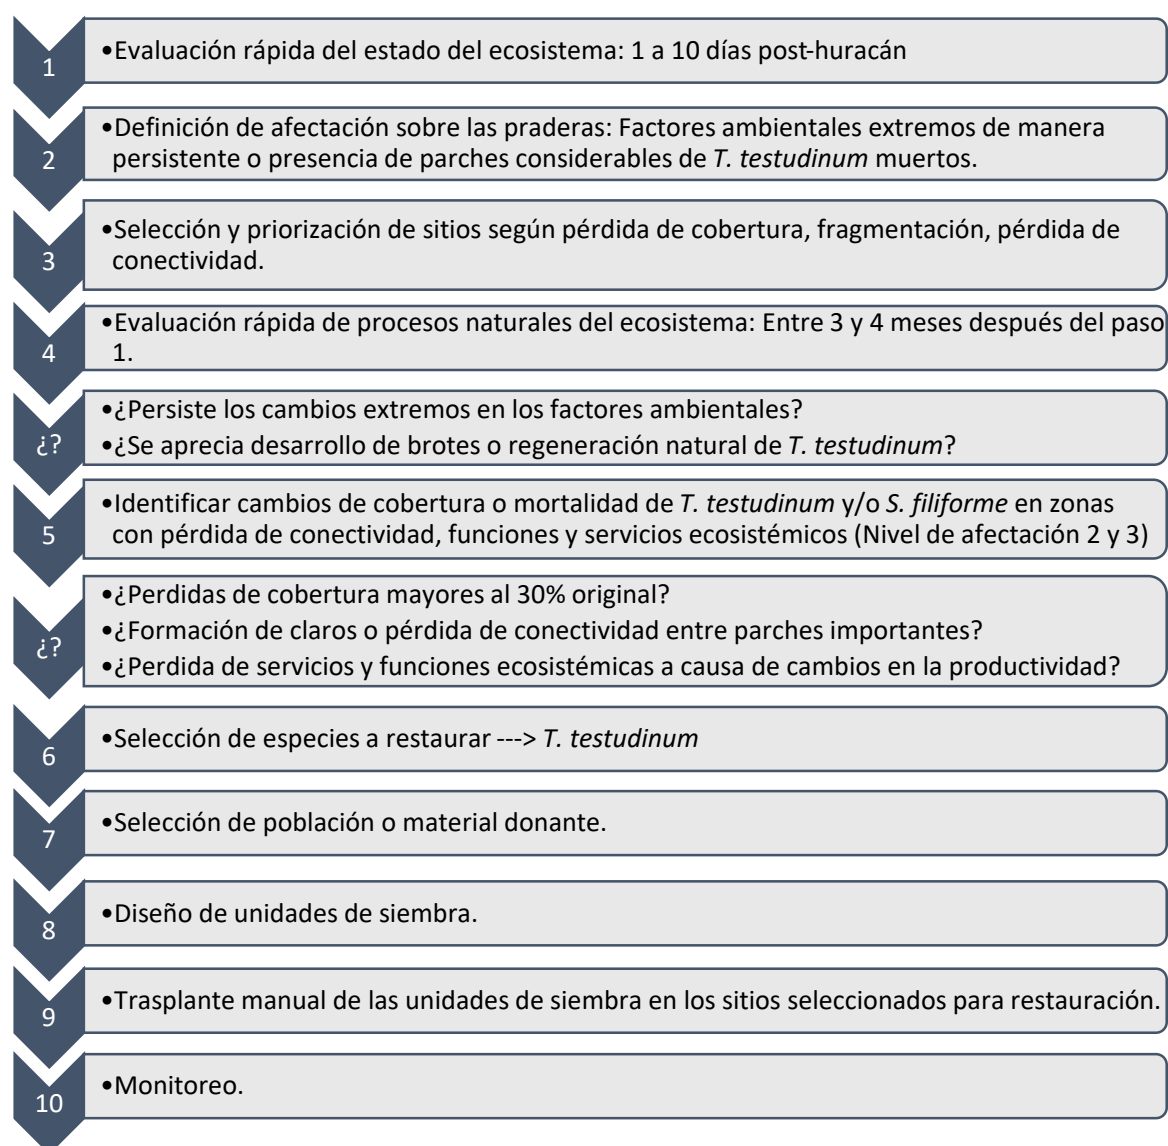 1
•Evaluación rápida del estado del ecosistema: 1 a 10 días post-huracán
2
•Definición de afectación sobre las praderas: Factores ambientales extremos de manera
persistente o presencia de parches considerables de T. testudinum muertos.
3
•Selección y priorización de sitios según pérdida de cobertura, fragmentación, pérdida de
conectividad.
4
•Evaluación rápida de procesos naturales del ecosistema: Entre 3 y 4 meses después del paso
1.
¿?
•¿Persiste los cambios extremos en los factores ambientales?
•¿Se aprecia desarrollo de brotes o regeneración natural de T. testudinum?
5
•Identificar cambios de cobertura o mortalidad de T. testudinum y/o S. filiforme en zonas
con pérdida de conectividad, funciones y servicios ecosistémicos (Nivel de afectación 2 y 3)
¿?
•¿Perdidas de cobertura mayores al 30% original?
•¿Formación de claros o pérdida de conectividad entre parches importantes?
•¿Perdida de servicios y funciones ecosistémicas a causa de cambios en la productividad?
6
•Selección de especies a restaurar ---> T. testudinum
7
•Selección de población o material donante.
8
•Diseño de unidades de siembra.
9
•Trasplante manual de las unidades de siembra en los sitios seleccionados para restauración.
10
•Monitoreo.